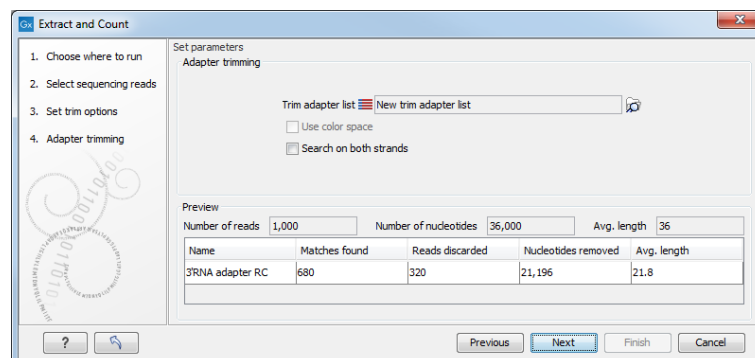 Gx Extract and Count
1. Choose where to run
2. Select sequencing reads
3. Set trim options
4. Adapter trimming
Set parameters
Adapter trimming
Trim adapter list New trim adapter list
Use color space
Search on both strands
Preview
Number of reads 1,000 Number of nucleotides 36,000 Avg. length 36
Name Matches found Reads discarded Nucleotides removed Avg. length
3'RNA adapter RC 680 320 21,196 21.8
? Previous Next Finish Cancel